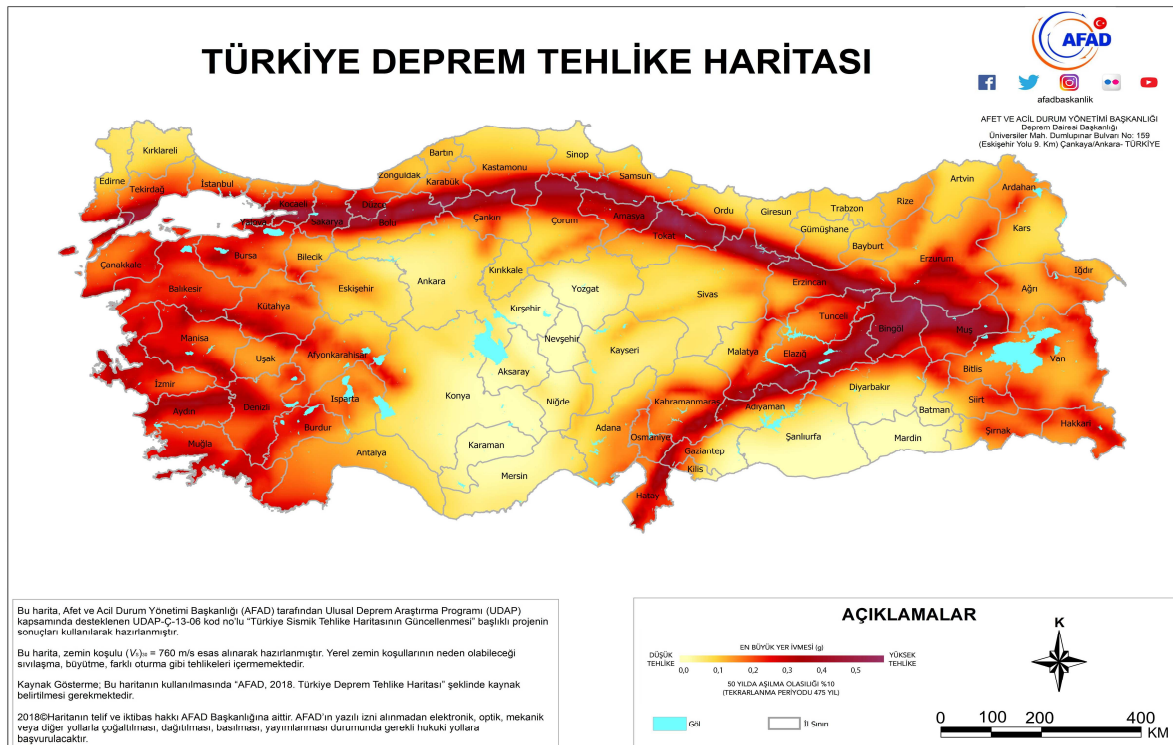 TÜRKİYE DEPREM TEHLİKE HARİTASI
AFAD
afadbaskanlik
AFET VE ACİL DURUM YÖNETİMİ BAŞKANLIĞI
Deprem Dairesi Başkanlığı
Üniversiler Mah. Dumlupınar Bulvarı No: 159
(Eskişehir Yolu 9. Km) Çankaya/Ankara- TÜRKİYE
Kırklareli
Edirne
Tekirdağ
İstanbul
Kocaeli
Yalova
Sakarya
Düzce
Bolu
Zonguldak
Bartın
Karabük
Kastamonu
Sinop
Samsun
Çankırı
Çorum
Amasya
Tokat
Ordu
Giresun
Trabzon
Gümüşhane
Bayburt
Rize
Artvin
Ardahan
Kars
Iğdır
Ağrı
Erzurum
Erzincan
Çanakkale
Bursa
Bilecik
Balıkesir
Kütahya
Eskişehir
Ankara
Kırıkkale
Kırşehir
Yozgat
Sivas
Tunceli
Bingöl
Muş
Van
Bitlis
Manisa
Uşak
Afyonkarahisar
İzmir
Aydın
Denizli
Isparta
Burdur
Muğla
Antalya
Konya
Aksaray
Nevşehir
Kayseri
Niğde
Karaman
Mersin
Adana
Osmaniye
Kahramanmaraş
Malatya
Elazığ
Adıyaman
Gaziantep
Kilis
Hatay
Şanlıurfa
Diyarbakır
Batman
Mardin
Siirt
Şırnak
Hakkari
Bu harita, Afet ve Acil Durum Yönetimi Başkanlığı (AFAD) tarafından Ulusal Deprem Araştırma Programı (UDAP)
kapsamında desteklenen UDAP-Ç-13-06 kod no'lu "Türkiye Sismik Tehlike Haritasının Güncellenmesi" başlıklı projenin
sonuçları kullanılarak hazırlanmıştır.
Bu harita, zemin koşulu (Vs)30 = 760 m/s esas alınarak hazırlanmıştır. Yerel zemin koşullarının neden olabileceği
sıvılaşma, büyütme, farklı oturma gibi tehlikeleri içermemektedir.
Kaynak Gösterme; Bu haritanın kullanılmasında "AFAD, 2018. Türkiye Deprem Tehlike Haritası" şeklinde kaynak
belirtilmesi gerekmektedir.
2018©Haritanın telif ve iktibas hakkı AFAD Başkanlığına aittir. AFAD'ın yazılı izni alınmadan elektronik, optik, mekanik
veya diğer yollarla çoğaltılması, dağıtılması, basılması, yayımlanması durumunda gerekli hukuki yollara
başvurulacaktır.
AÇIKLAMALAR
EN BÜYÜK YER İVMESİ (g)
DÜŞÜK
TEHLİKE
YÜKSEK
TEHLİKE
0,0 0,1 0,2 0,3 0,4 0,5
50 YILDA AŞILMA OLASILIĞI %10
(TEKRARLANMA PERİYODU 475 YIL)
Göl
İl Sınırı
K
0 100 200 400
KM